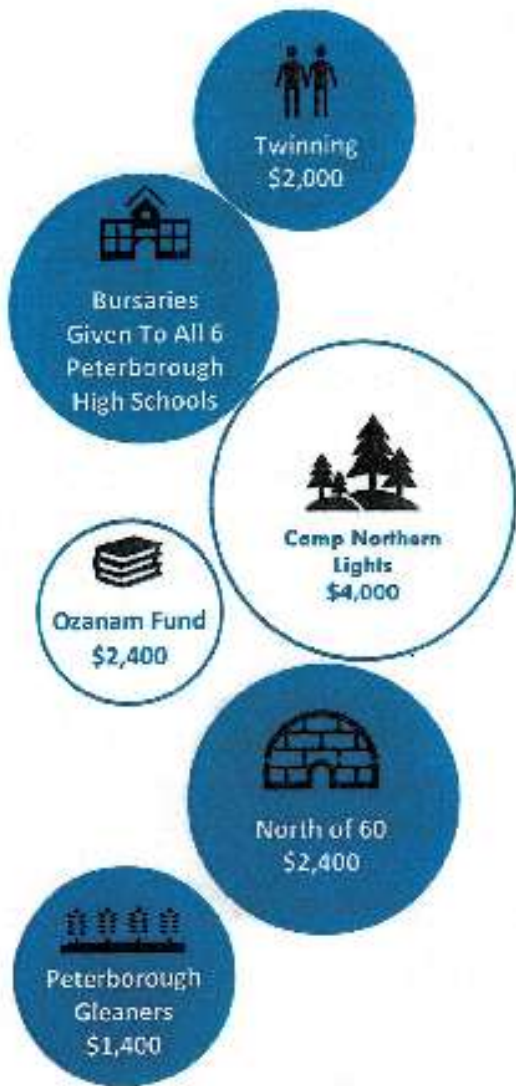 Twinning
$2,000
Bursaries
Given To All 6
Peterborough
High Schools
Camp Northern
Lights
$4,000
Ozanam Fund
$2,400
North of 60
$2,400
Peterborough
Gleaners
$1,400